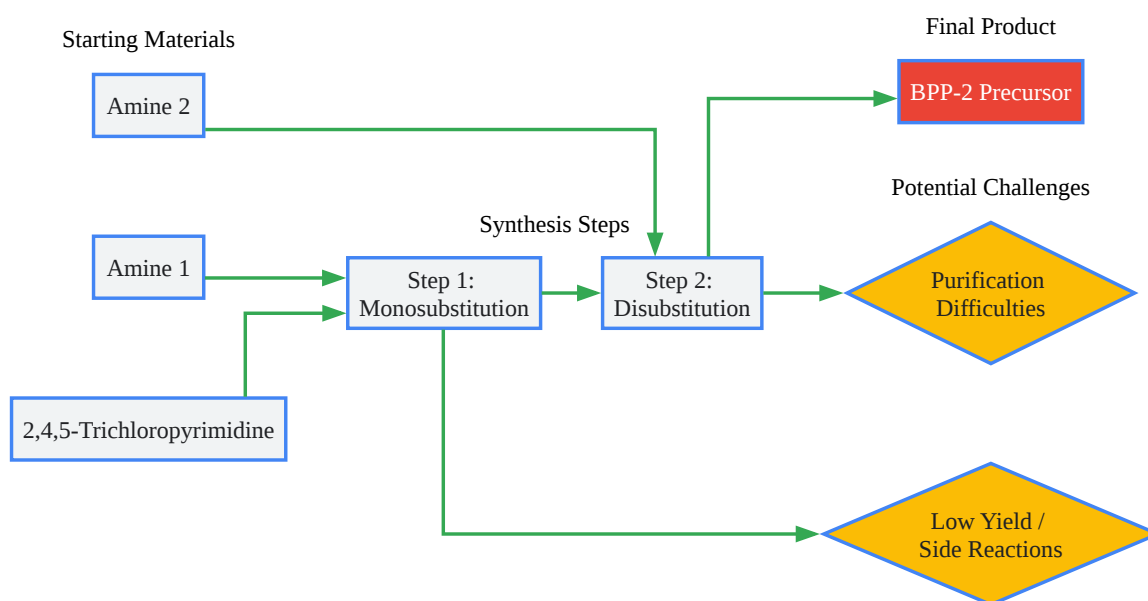 Starting Materials
Final Product
Amine 2
BPP-2 Precursor
Potential Challenges
Synthesis Steps
Amine 1
Step 1:
Monosubstitution
Step 2:
Disubstitution
Purification
Difficulties
2,4,5-Trichloropyrimidine
Low Yield /
Side Reactions